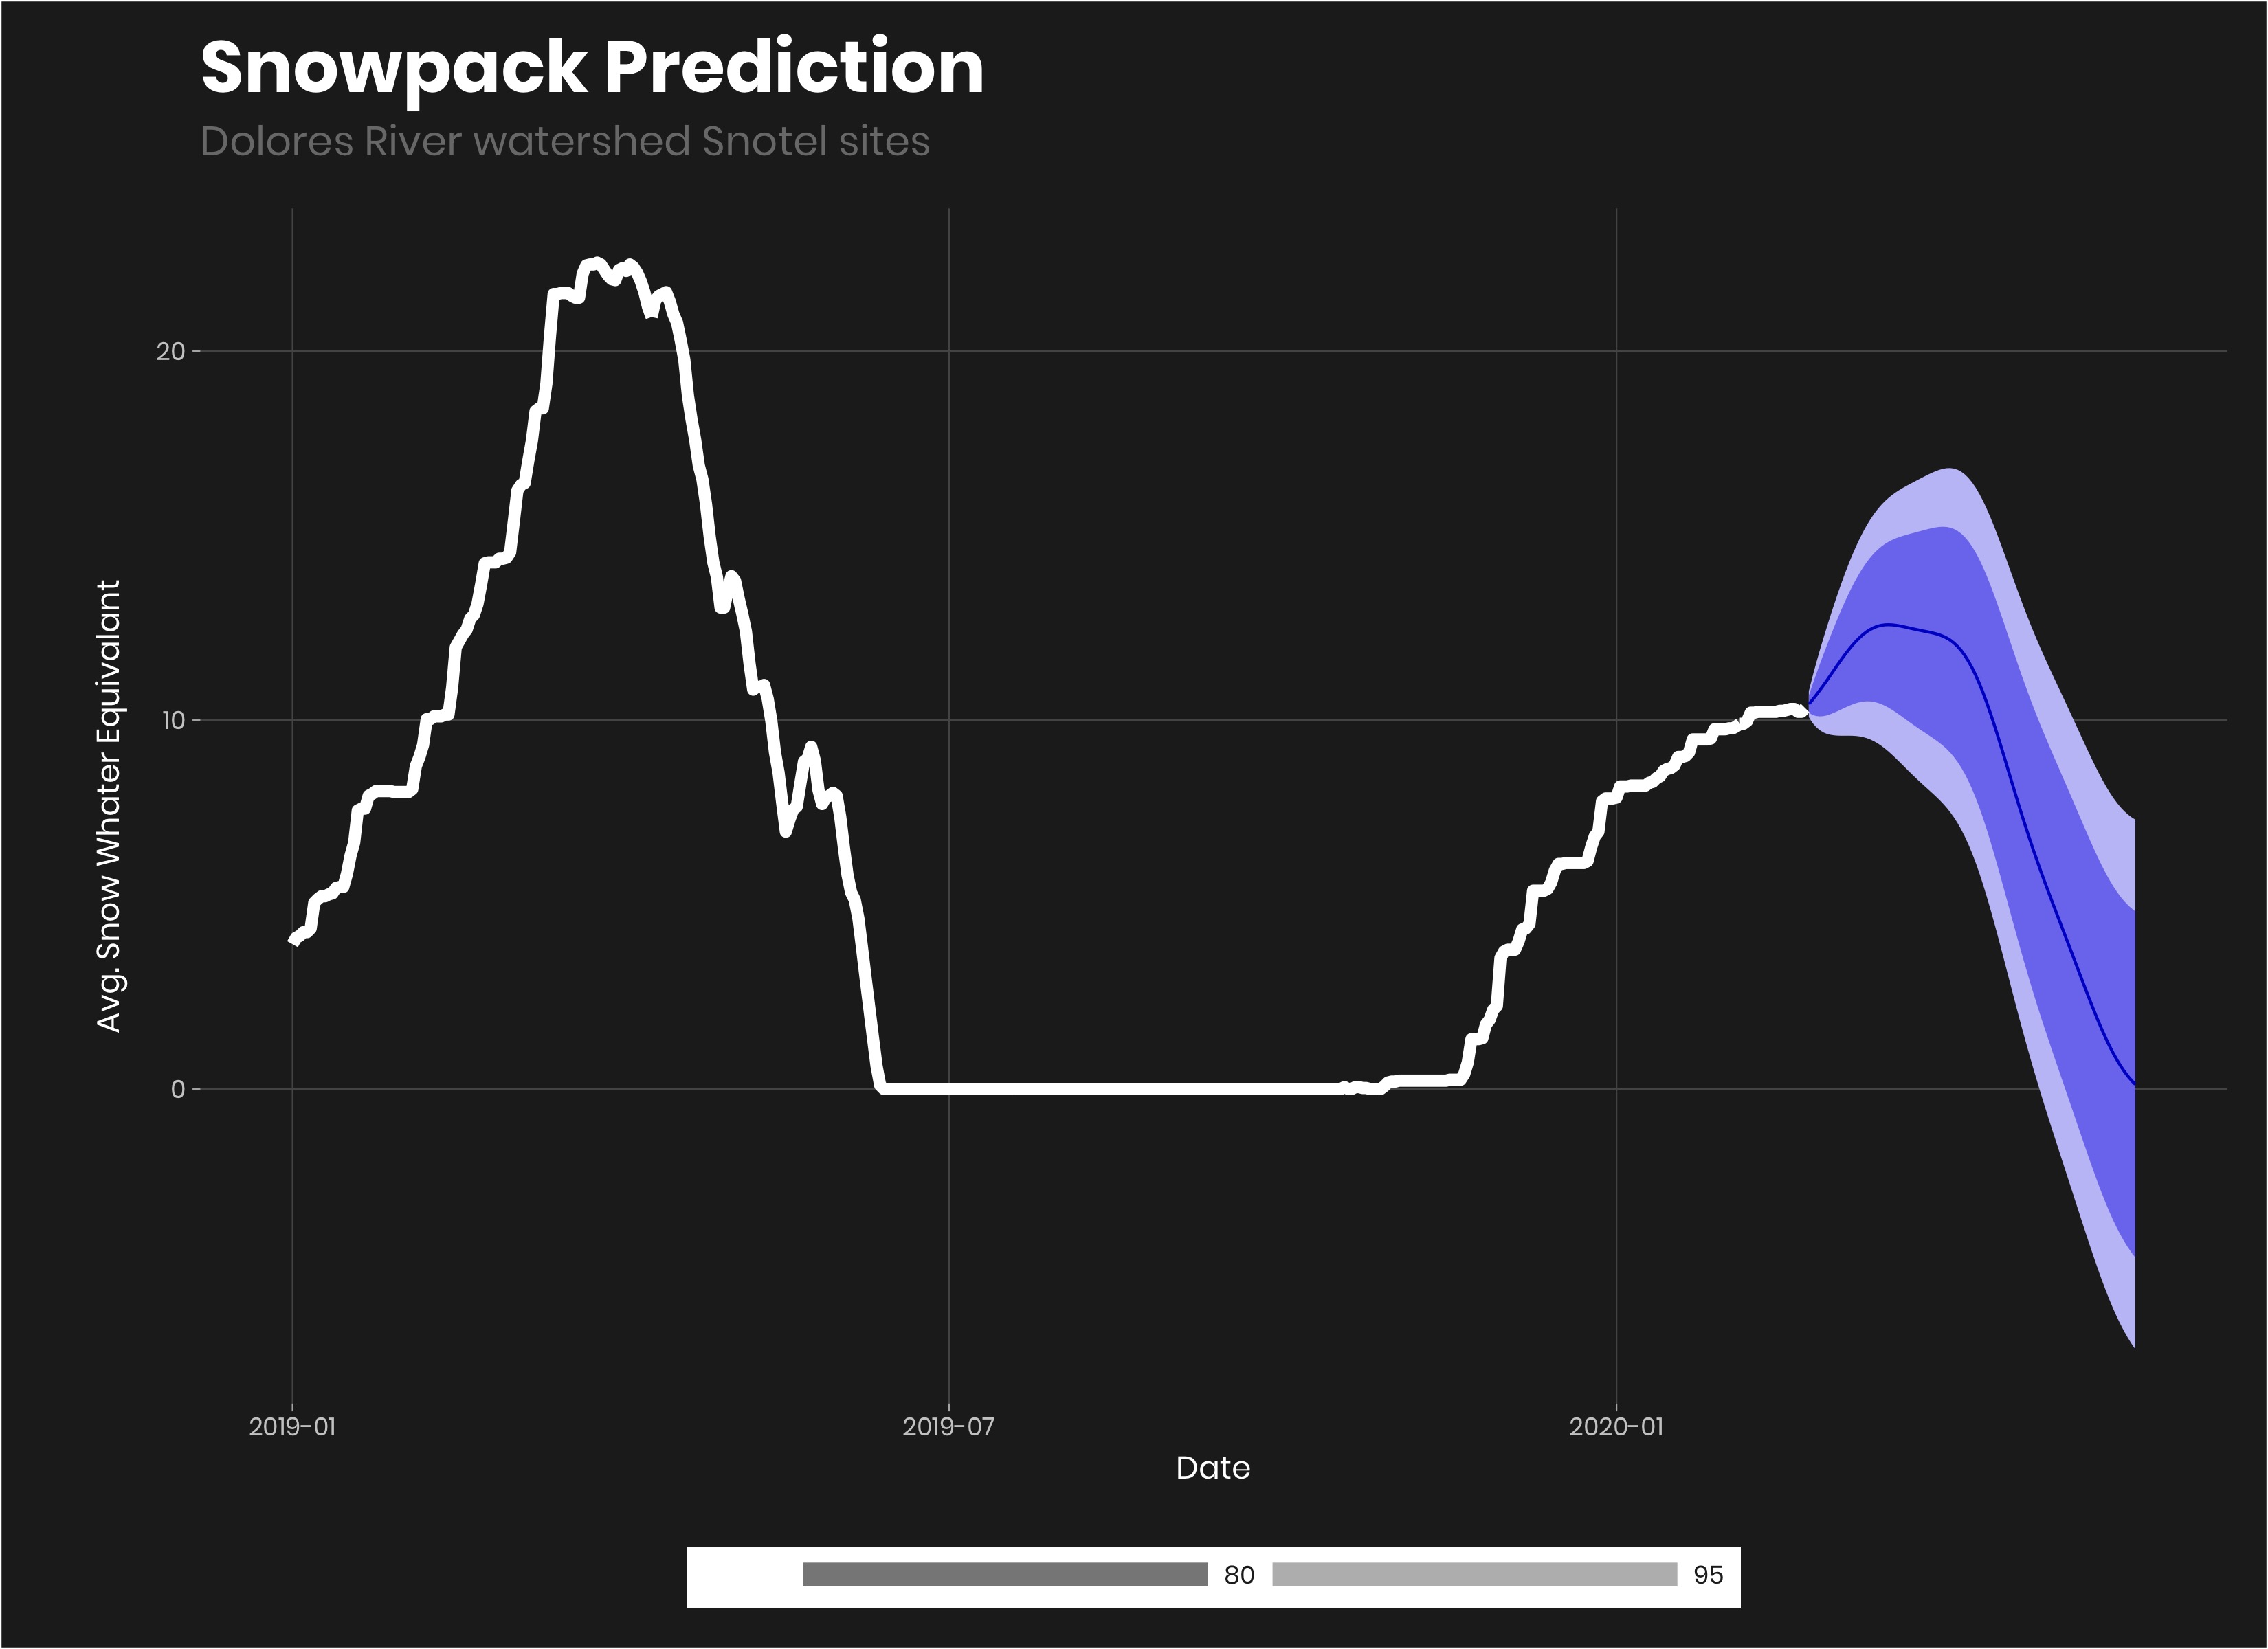 Snowpack Prediction
Dolores River watershed Snotel sites
Avg. Snow Whater Equivalant
20
10
0
2019-01
2019-07
2020-01
Date
80
95